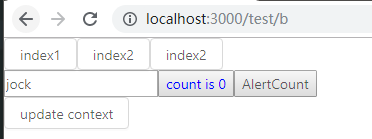 localhost:3000/test/b
index1 index2 index2
jock count is 0 AlertCount
update context